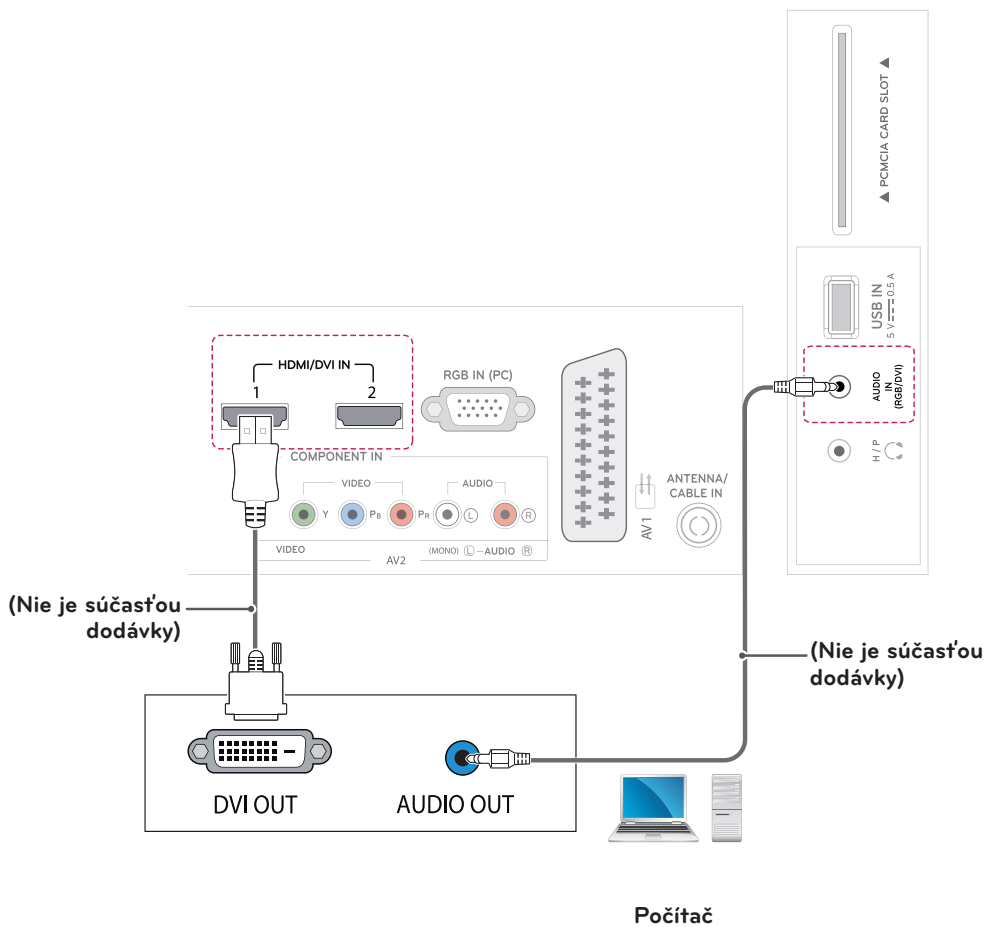 ▲ PCMCIA CARD SLOT ▲
USB IN
5 V 0.5 A
AUDIO
IN
(RGB/DVI)
H / P
HDMI/DVI IN
1 2
RGB IN (PC)
COMPONENT IN
VIDEO AUDIO
Y PB PR L R
VIDEO (MONO) L – AUDIO R
AV2
AV1
ANTENNA/
CABLE IN
(Nie je súčasťou
dodávky)
(Nie je súčasťou
dodávky)
DVI OUT AUDIO OUT
Počítač